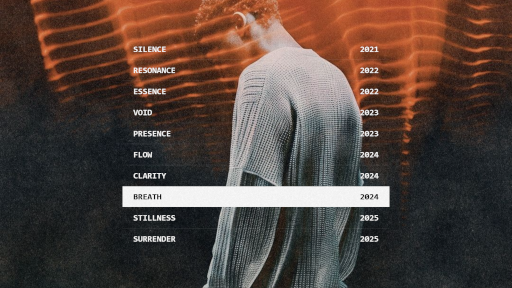 SILENCE 2021
RESONANCE 2022
ESSENCE 2022
VOID 2023
PRESENCE 2023
FLOW 2024
CLARITY 2024
BREATH 2024
STILLNESS 2025
SURRENDER 2025